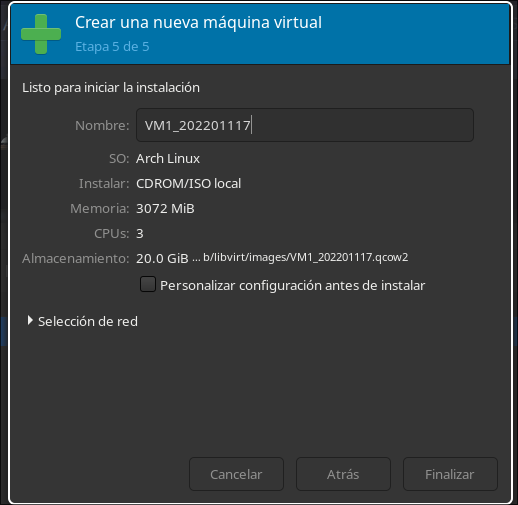 Crear una nueva máquina virtual
Etapa 5 de 5
Listo para iniciar la instalación
Nombre: VM1_202201117
SO: Arch Linux
Instalar: CDROM/ISO local
Memoria: 3072 MiB
CPUs: 3
Almacenamiento: 20.0 GiB ... b/libvirt/images/VM1_202201117.qcow2
Personalizar configuración antes de instalar
Selección de red
Cancelar Atrás Finalizar